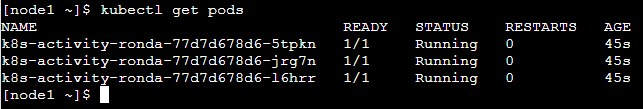 [node1 ~]$ kubectl get pods
NAME READY STATUS RESTARTS AGE
k8s-activity-ronda-77d7d678d6-5tpkn 1/1 Running 0 45s
k8s-activity-ronda-77d7d678d6-jrg7n 1/1 Running 0 45s
k8s-activity-ronda-77d7d678d6-l6hrr 1/1 Running 0 45s
[node1 ~]$